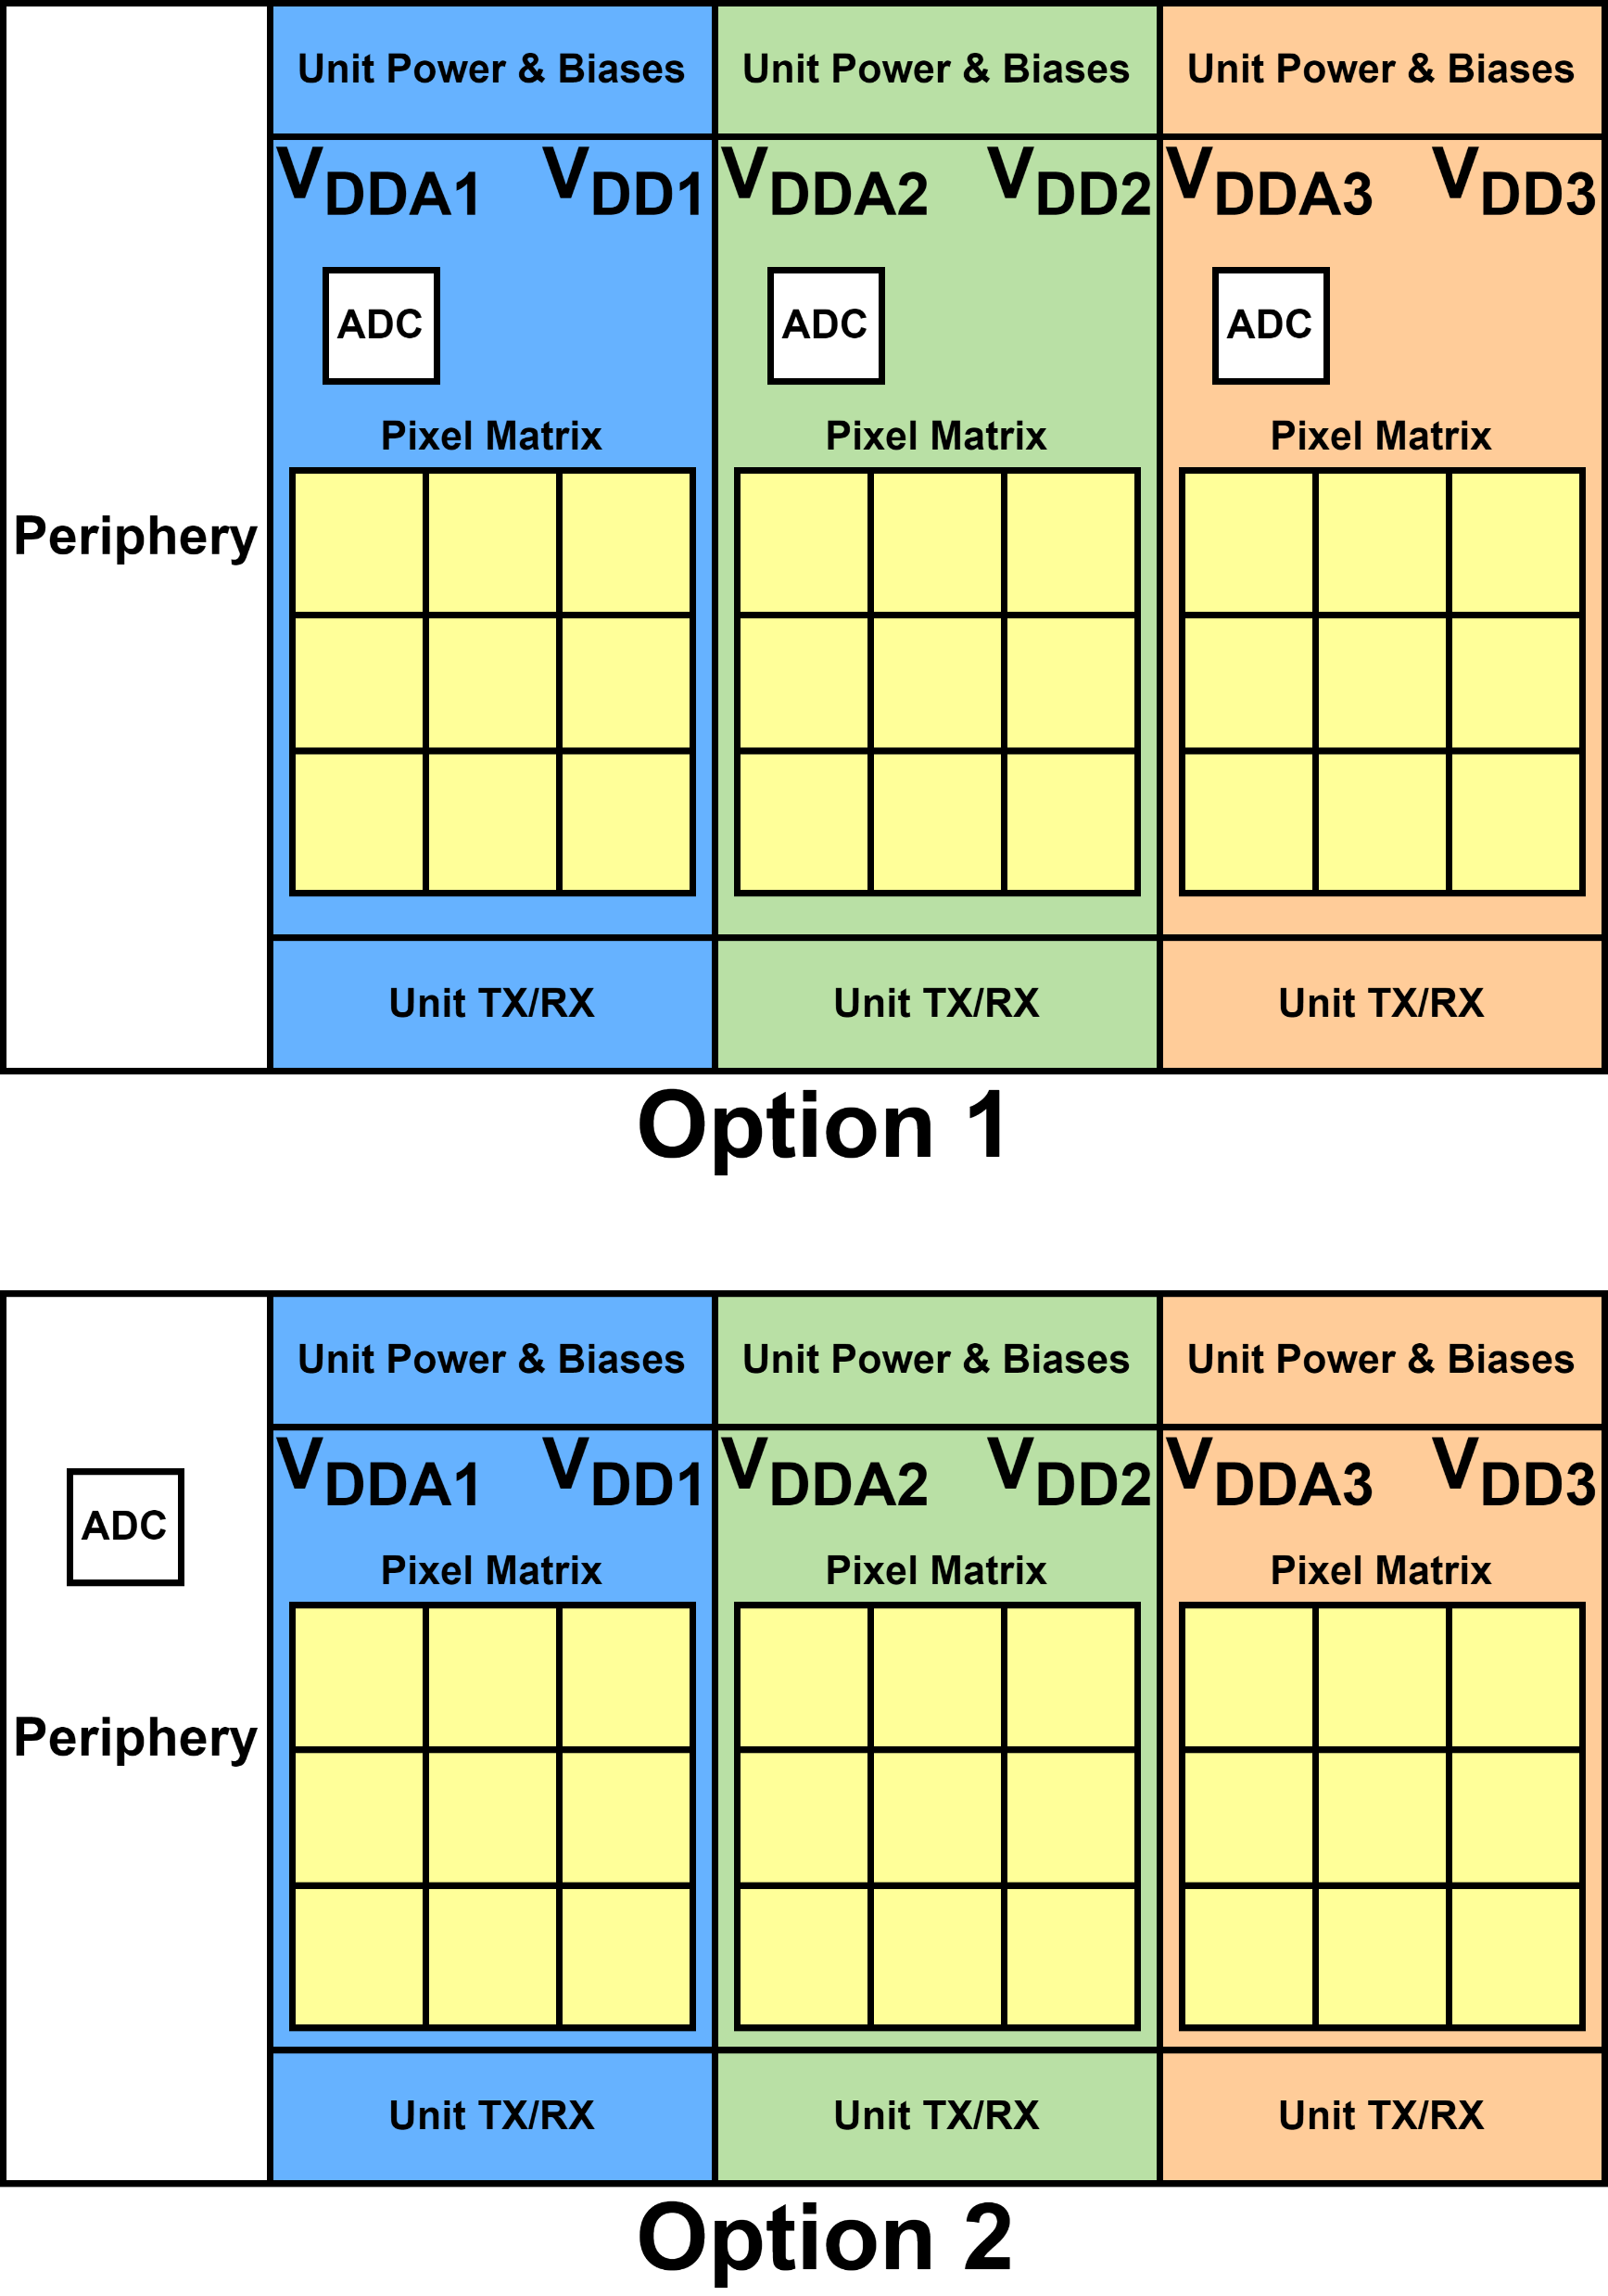 Unit Power & Biases Unit Power & Biases Unit Power & Biases
VDDA1 VDD1 VDDA2 VDD2 VDDA3 VDD3
ADC ADC ADC
Pixel Matrix Pixel Matrix Pixel Matrix
Periphery
Unit TX/RX Unit TX/RX Unit TX/RX
Option 1
Unit Power & Biases Unit Power & Biases Unit Power & Biases
VDDA1 VDD1 VDDA2 VDD2 VDDA3 VDD3
ADC
Pixel Matrix Pixel Matrix Pixel Matrix
Periphery
Unit TX/RX Unit TX/RX Unit TX/RX
Option 2